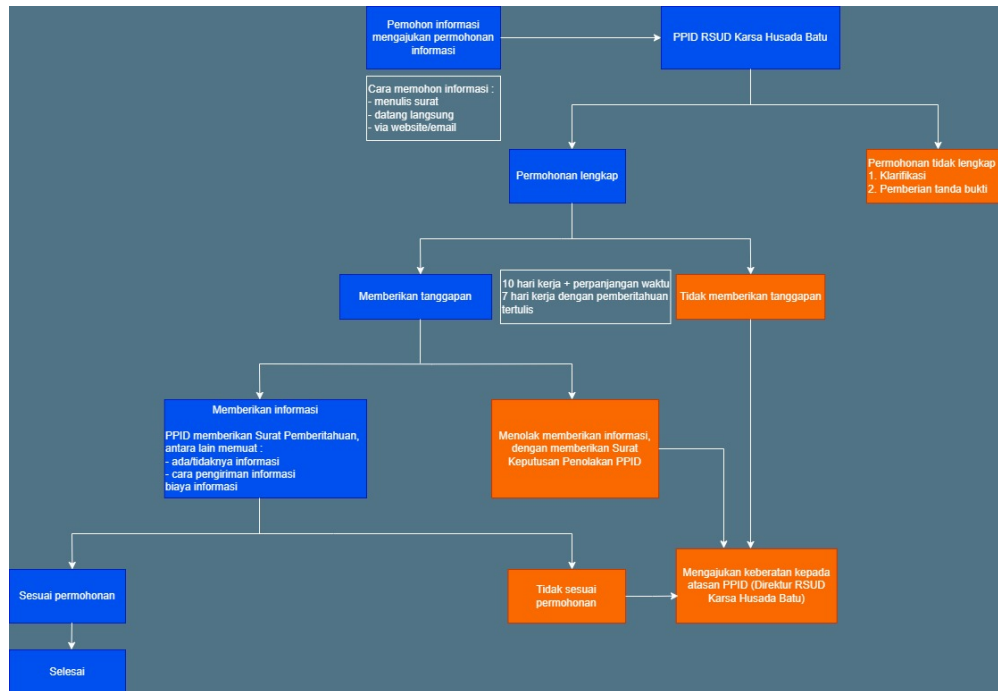 Pemohon informasi
mengajukan permohonan
informasi
PPID RSUD Karsa Husada Batu
Cara memohon informasi :
- menulis surat
- datang langsung
- via website/email
Permohonan lengkap
Permohonan tidak lengkap
1. Klarifikasi
2. Pemberian tanda bukti
Memberikan tanggapan
10 hari kerja + perpanjangan waktu
7 hari kerja dengan pemberitahuan
tertulis
Tidak memberikan tanggapan
Memberikan informasi
PPID memberikan Surat Pemberitahuan,
antara lain memuat :
- ada/tidaknya informasi
- cara pengiriman informasi
biaya informasi
Menolak memberikan informasi,
dengan memberikan Surat
Keputusan Penolakan PPID
Sesuai permohonan
Tidak sesuai
permohonan
Mengajukan keberatan kepada
atasan PPID (Direktur RSUD
Karsa Husada Batu)
Selesai